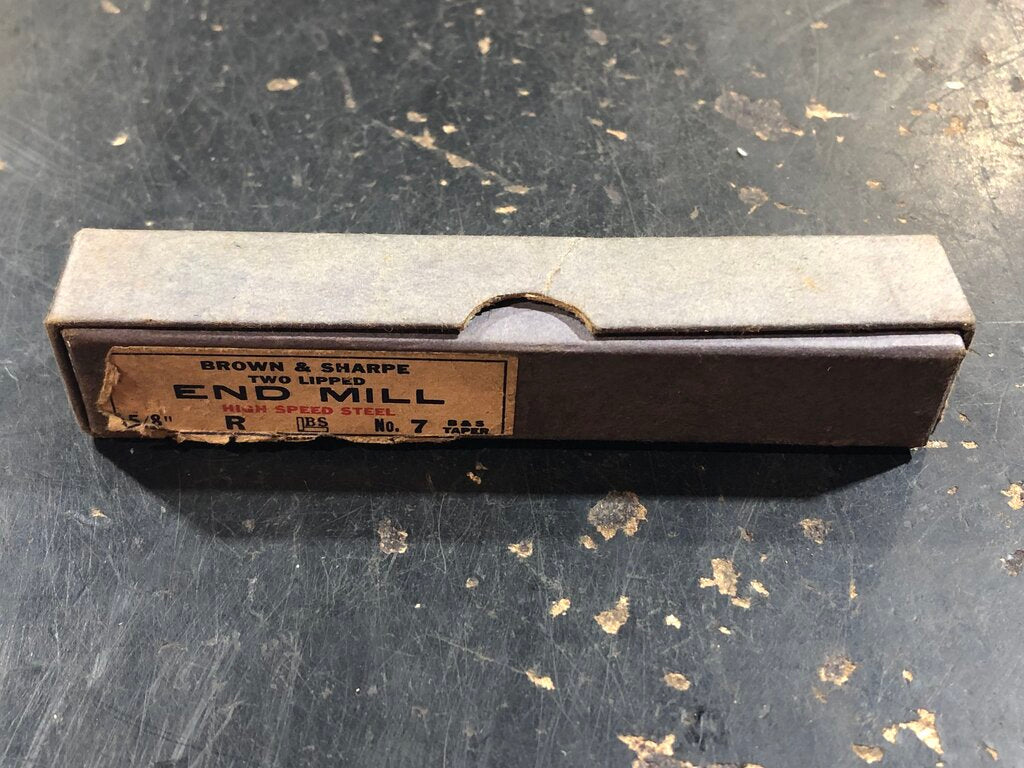 BROWN & SHARPE
TWO LIPPED
END MILL
HIGH SPEED STEEL
5/8" R BS No. 7 B & S TAPER